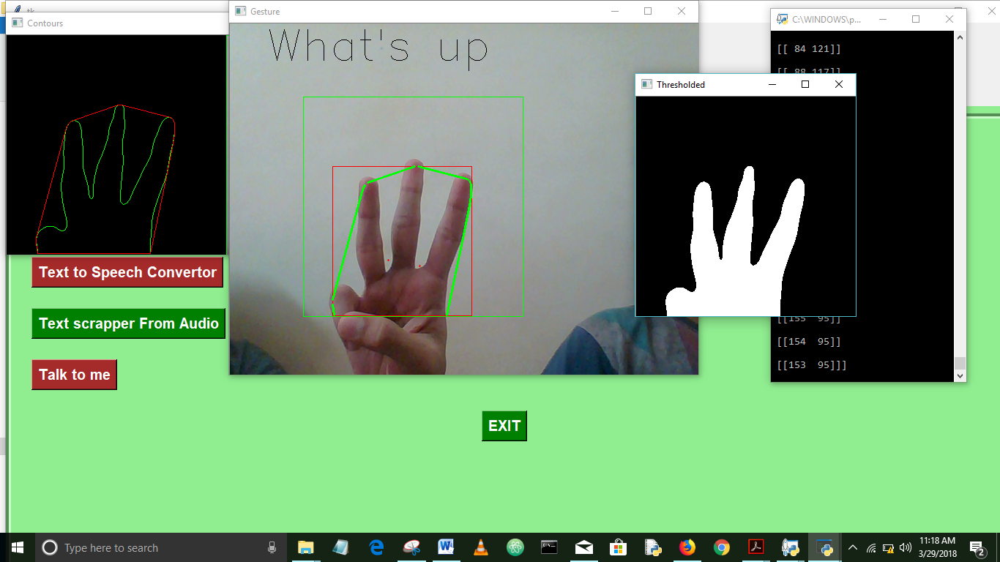 tk
Contours
Gesture
What's up
C:\WINDOWS\p...
[[ 84 121]]
[[ 88 117]]
Thresholded
[[155  95]]
[[154  95]]
[[153  95]]]
Text to Speech Convertor
Text scrapper From Audio
Talk to me
EXIT
Type here to search
11:18 AM
3/29/2018
2